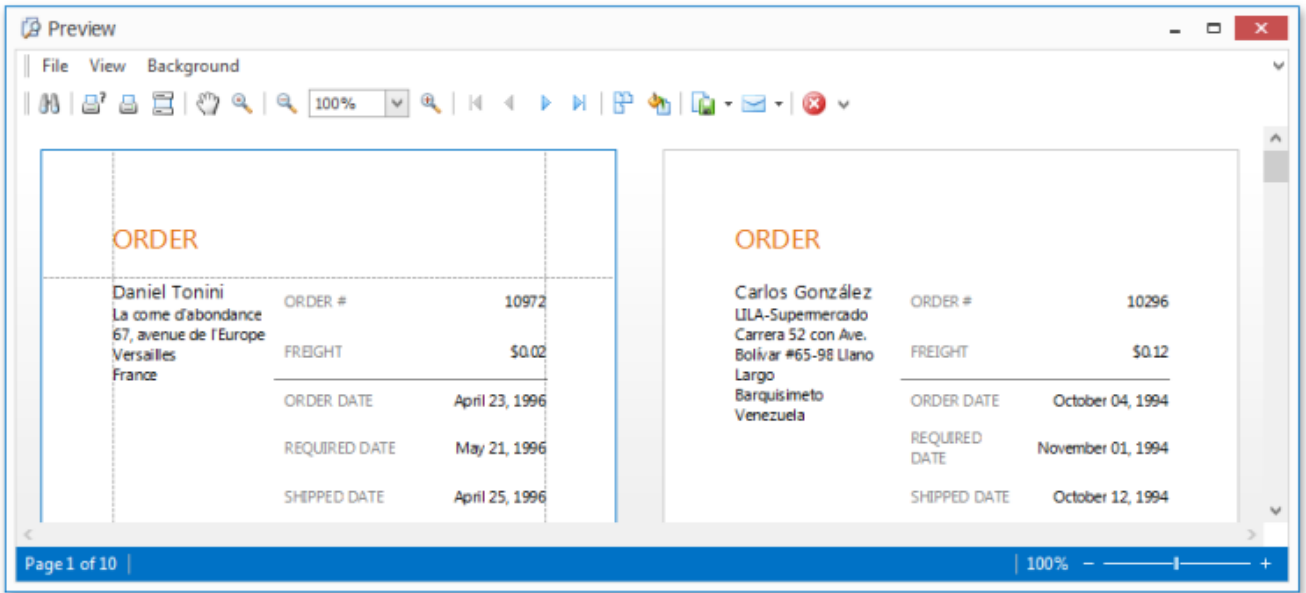 Preview
File View Background
100%
ORDER
Daniel Tonini
La corne d'abondance
67, avenue de l'Europe
Versailles
France
ORDER # 10972
FREIGHT $0.02
ORDER DATE April 23, 1996
REQUIRED DATE May 21, 1996
SHIPPED DATE April 25, 1996
ORDER
Carlos González
LILA-Supermercado
Carrera 52 con Ave.
Bolívar #65-98 Llano
Largo
Barquisimeto
Venezuela
ORDER # 10296
FREIGHT $0.12
ORDER DATE October 04, 1994
REQUIRED
DATE November 01, 1994
SHIPPED DATE October 12, 1994
Page 1 of 10
100% - +